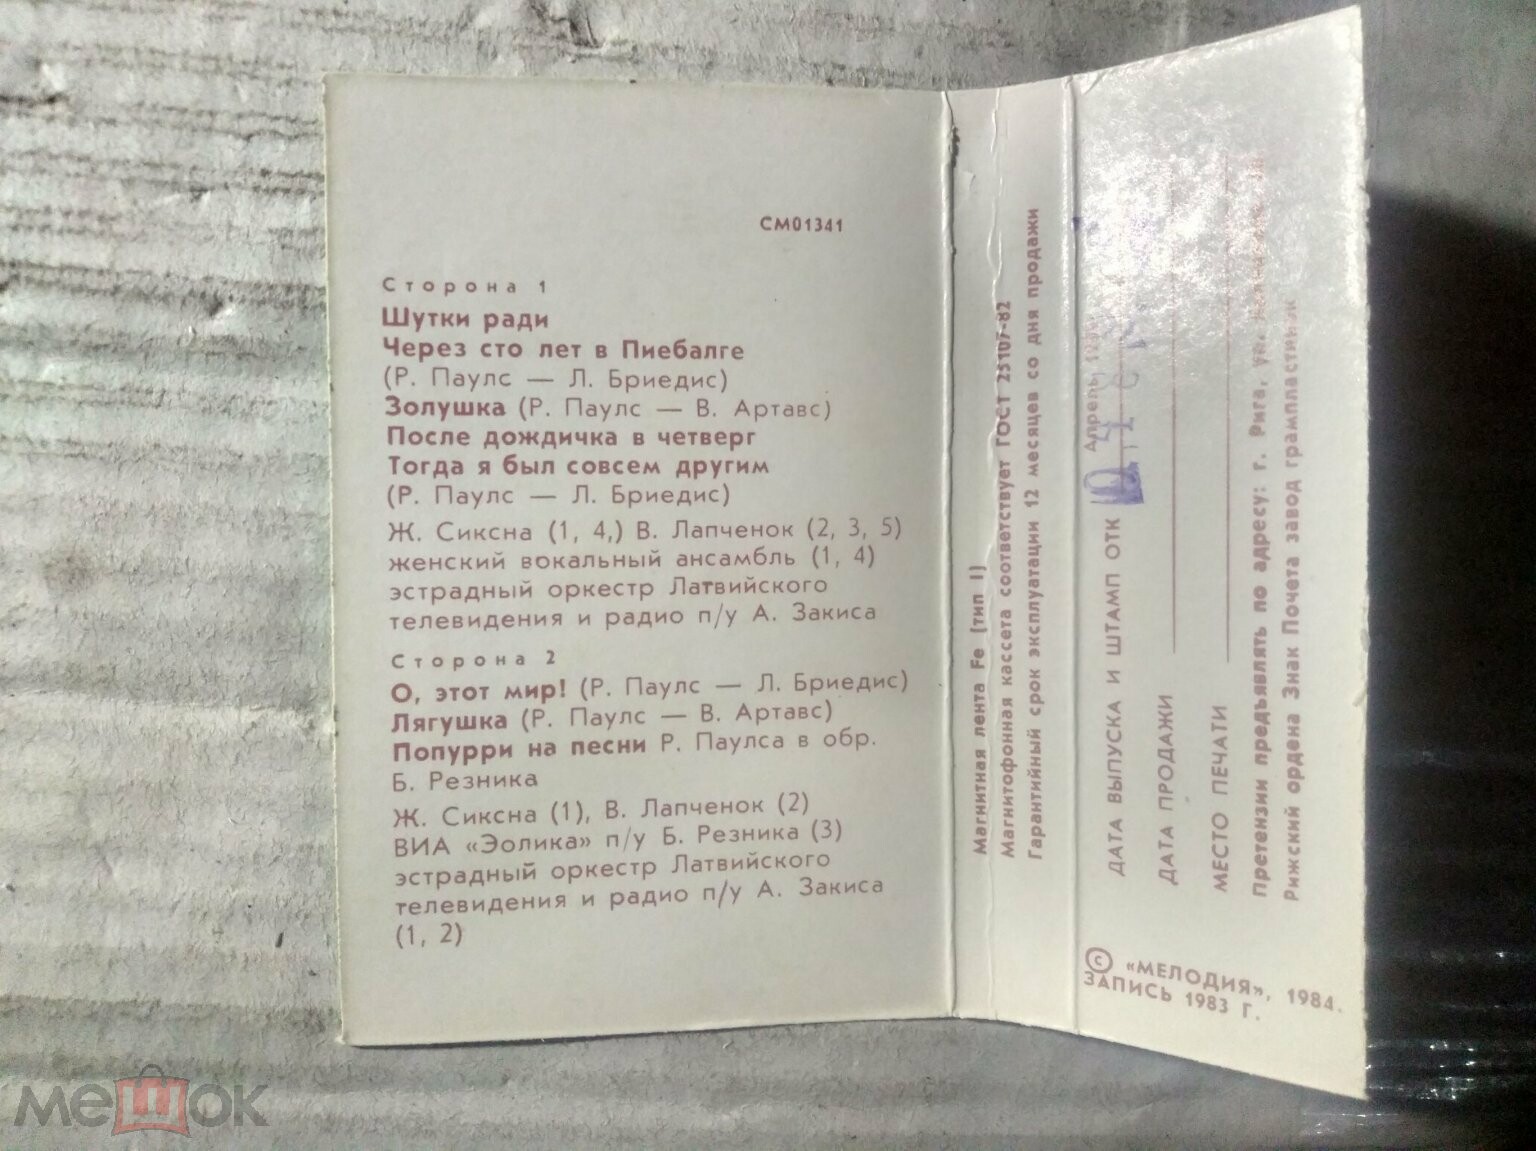 СМ01341
Сторона 1
Шутки ради
Через сто лет в Пиебалге
(Р. Паулс — Л. Бриедис)
Золушка (Р. Паулс — В. Артавс)
После дождичка в четверг
Тогда я был совсем другим
(Р. Паулс — Л. Бриедис)
Ж. Сиксна (1, 4,) В. Лапченок (2, 3, 5)
женский вокальный ансамбль (1, 4)
эстрадный оркестр Латвийского
телевидения и радио п/у А. Закиса
Сторона 2
О, этот мир! (Р. Паулс — Л. Бриедис)
Лягушка (Р. Паулс — В. Артавс)
Попурри на песни Р. Паулса в обр.
Б. Резника
Ж. Сиксна (1), В. Лапченок (2)
ВИА «Эолика» п/у Б. Резника (3)
эстрадный оркестр Латвийского
телевидения и радио п/у А. Закиса
(1, 2)
Магнитная лента Fe (тип I)
Магнитофонная кассета соответствует ГОСТ 25107-82
Гарантийный срок эксплуатации 12 месяцев со дня продажи
Апрель
ДАТА ВЫПУСКА И ШТАМП ОТК
ДАТА ПРОДАЖИ
МЕСТО ПЕЧАТИ
Претензии предъявлять по адресу: г. Рига, ул.
Рижский ордена Знак Почета завод грампластинок
© «МЕЛОДИЯ», 1984.
ЗАПИСЬ 1983 Г.
мешок